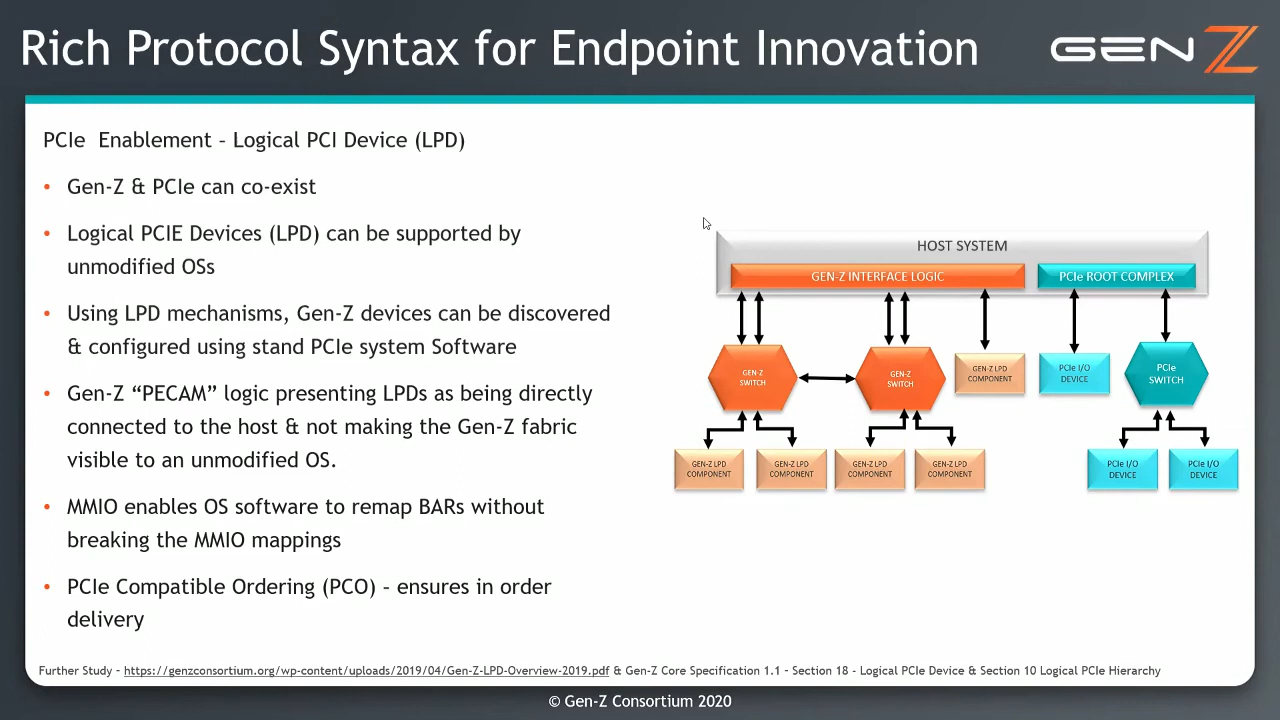 Rich Protocol Syntax for Endpoint Innovation
GEN Z
PCIe Enablement – Logical PCI Device (LPD)
• Gen-Z & PCIe can co-exist
• Logical PCIE Devices (LPD) can be supported by
unmodified OSs
• Using LPD mechanisms, Gen-Z devices can be discovered
& configured using stand PCIe system Software
• Gen-Z “PECAM” logic presenting LPDs as being directly
connected to the host & not making the Gen-Z fabric
visible to an unmodified OS.
• MMIO enables OS software to remap BARs without
breaking the MMIO mappings
• PCIe Compatible Ordering (PCO) – ensures in order
delivery
HOST SYSTEM
GEN-Z INTERFACE LOGIC
PCIe ROOT COMPLEX
GEN-Z
SWITCH
GEN-Z
SWITCH
GEN-Z LPD
COMPONENT
PCIe I/O
DEVICE
PCIe
SWITCH
GEN-Z LPD
COMPONENT
GEN-Z LPD
COMPONENT
GEN-Z LPD
COMPONENT
GEN-Z LPD
COMPONENT
PCIe I/O
DEVICE
PCIe I/O
DEVICE
Further Study – https://genzconsortium.org/wp-content/uploads/2019/04/Gen-Z-LPD-Overview-2019.pdf & Gen-Z Core Specification 1.1 – Section 18 - Logical PCIe Device & Section 10 Logical PCIe Hierarchy
© Gen-Z Consortium 2020